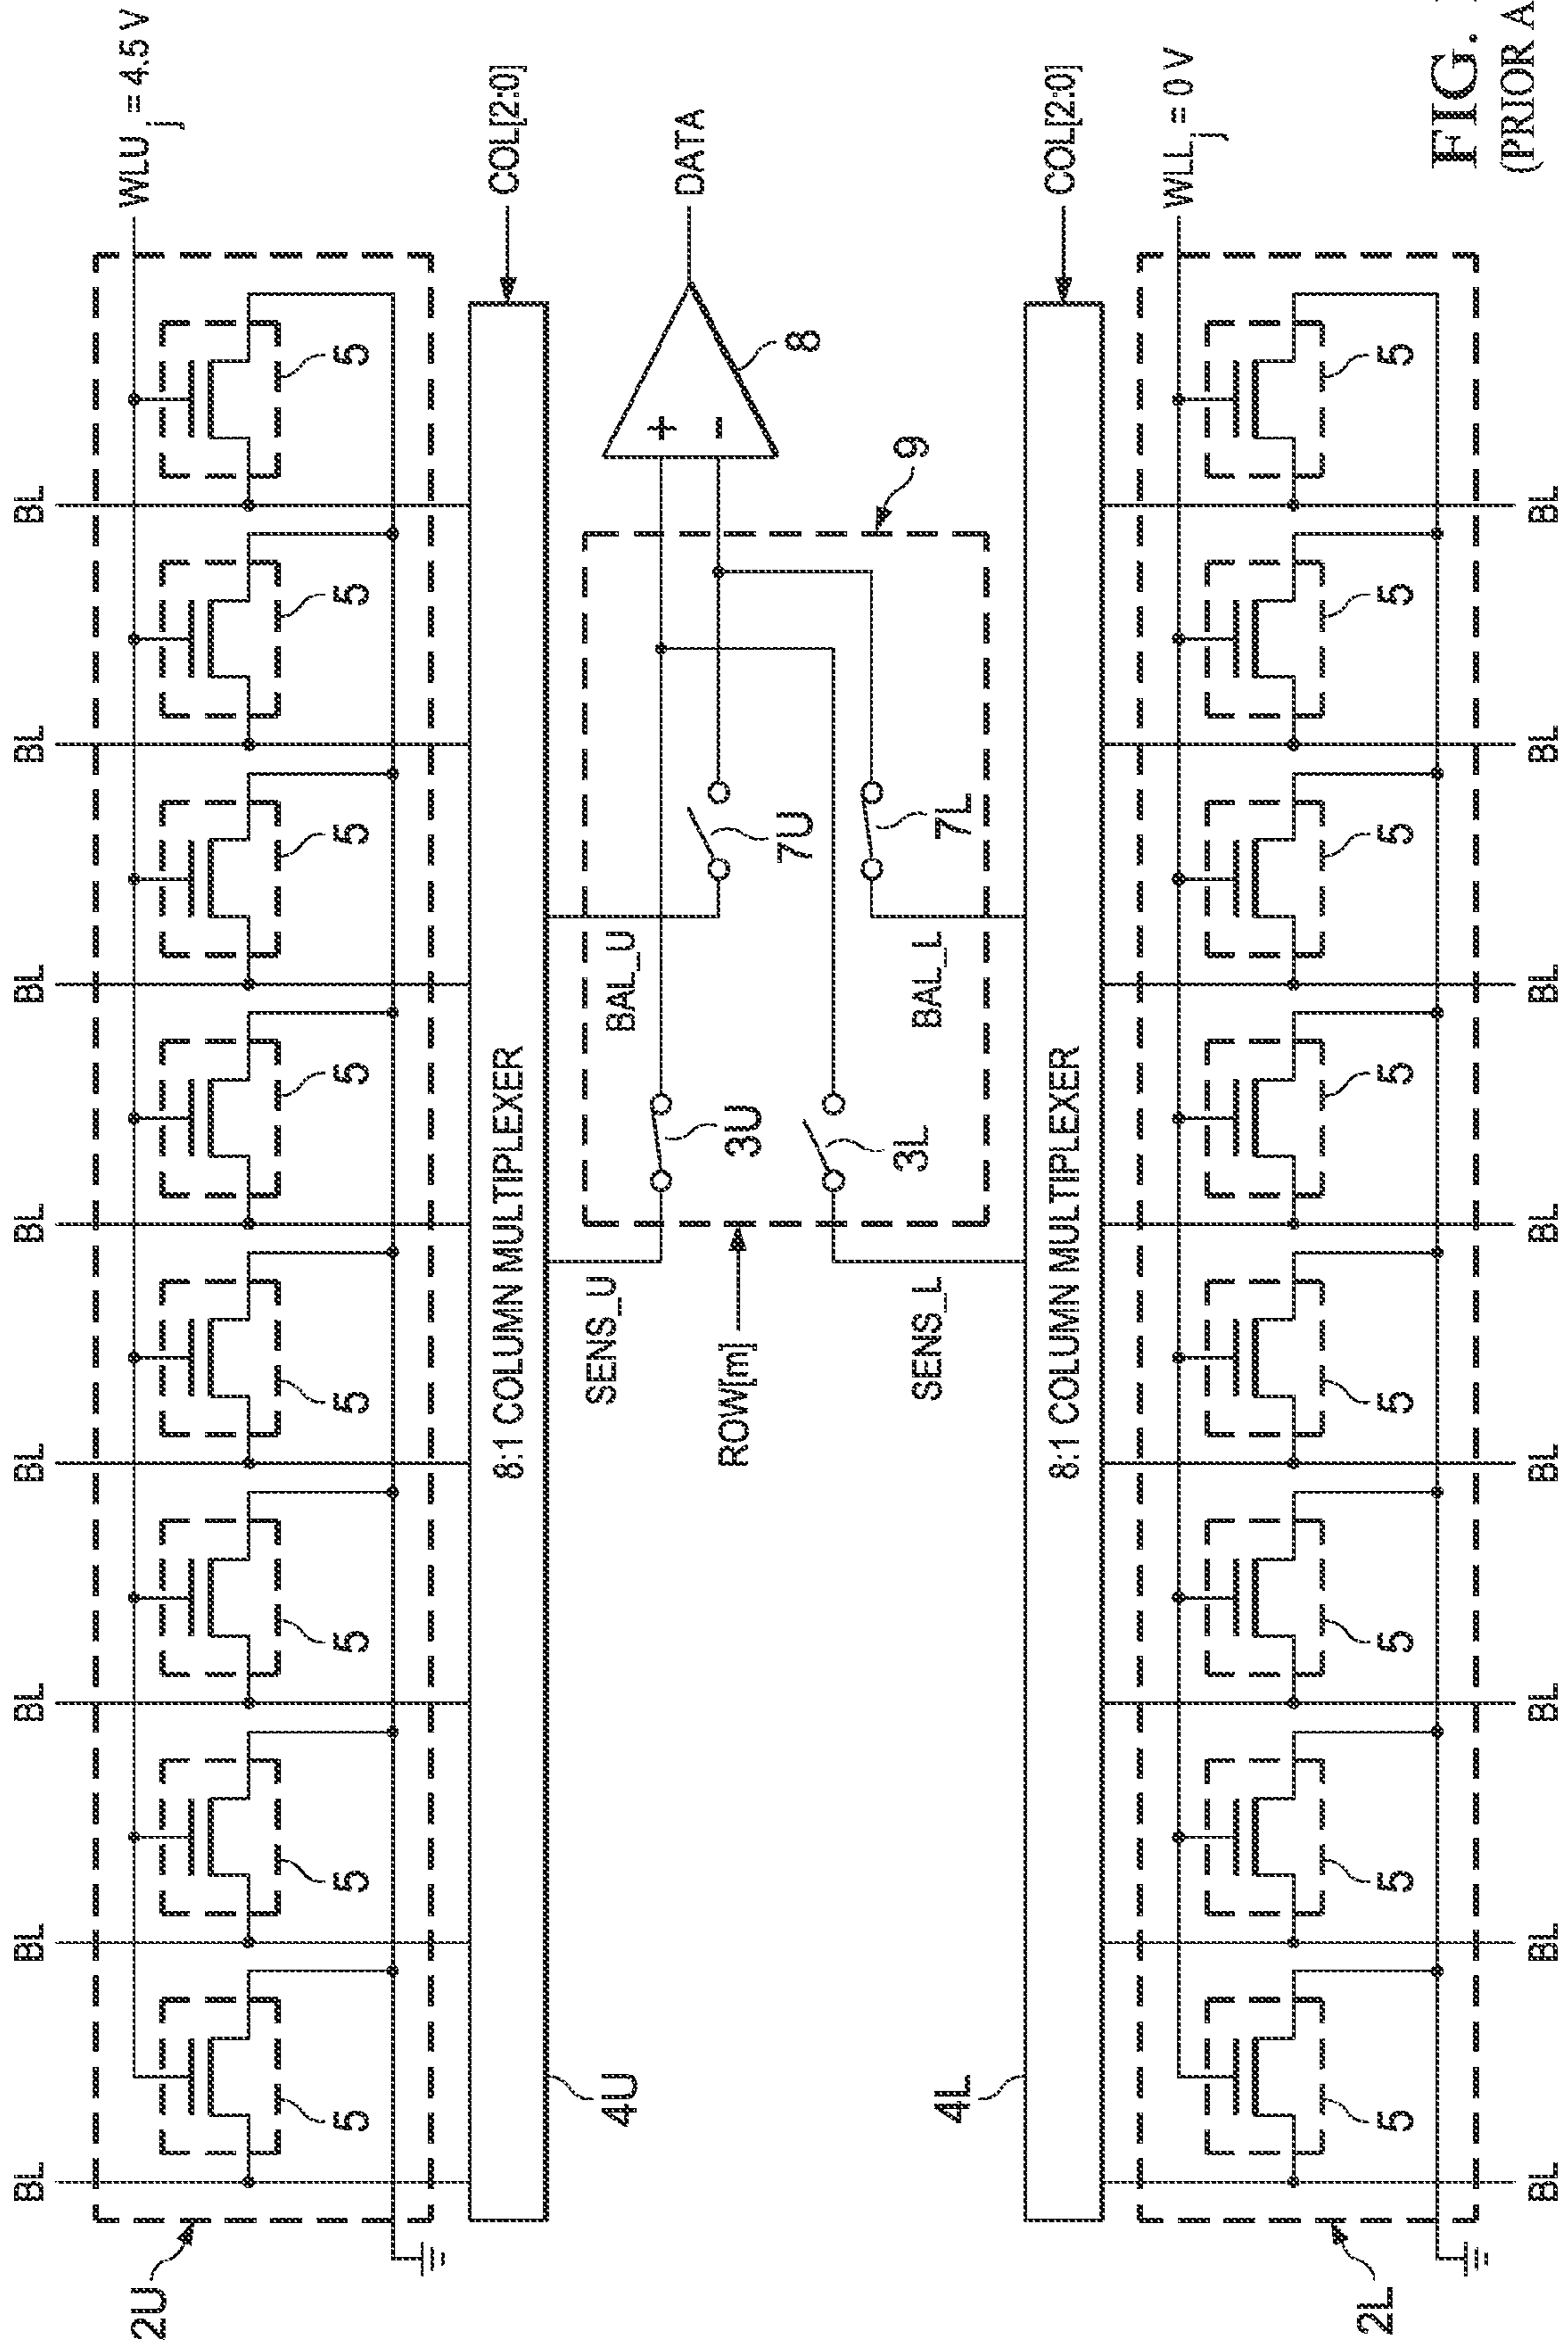 BL BL BL BL BL BL BL BL
WLU j = 4.5 V
5 5 5 5 5 5 5 5
2U
8:1 COLUMN MULTIPLEXER
COL[2:0]
4U
SENS_U
BAL_U
3U
7U
+
-
8
DATA
ROW[m]
9
3L
7L
SENS_L
BAL_L
4L
8:1 COLUMN MULTIPLEXER
COL[2:0]
WLL j = 0 V
5 5 5 5 5 5 5 5
2L
BL BL BL BL BL BL BL BL
FIG.
(PRIOR A